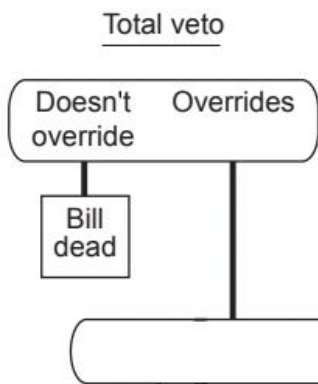 Total veto
Doesn't Overrides
override
Bill
dead